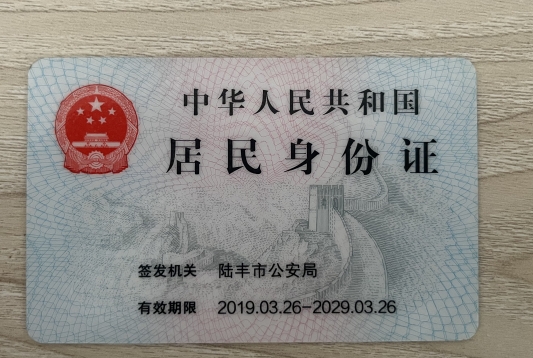 中华人民共和国
居民身份证
签发机关 陆丰市公安局
有效期限 2019.03.26-2029.03.26